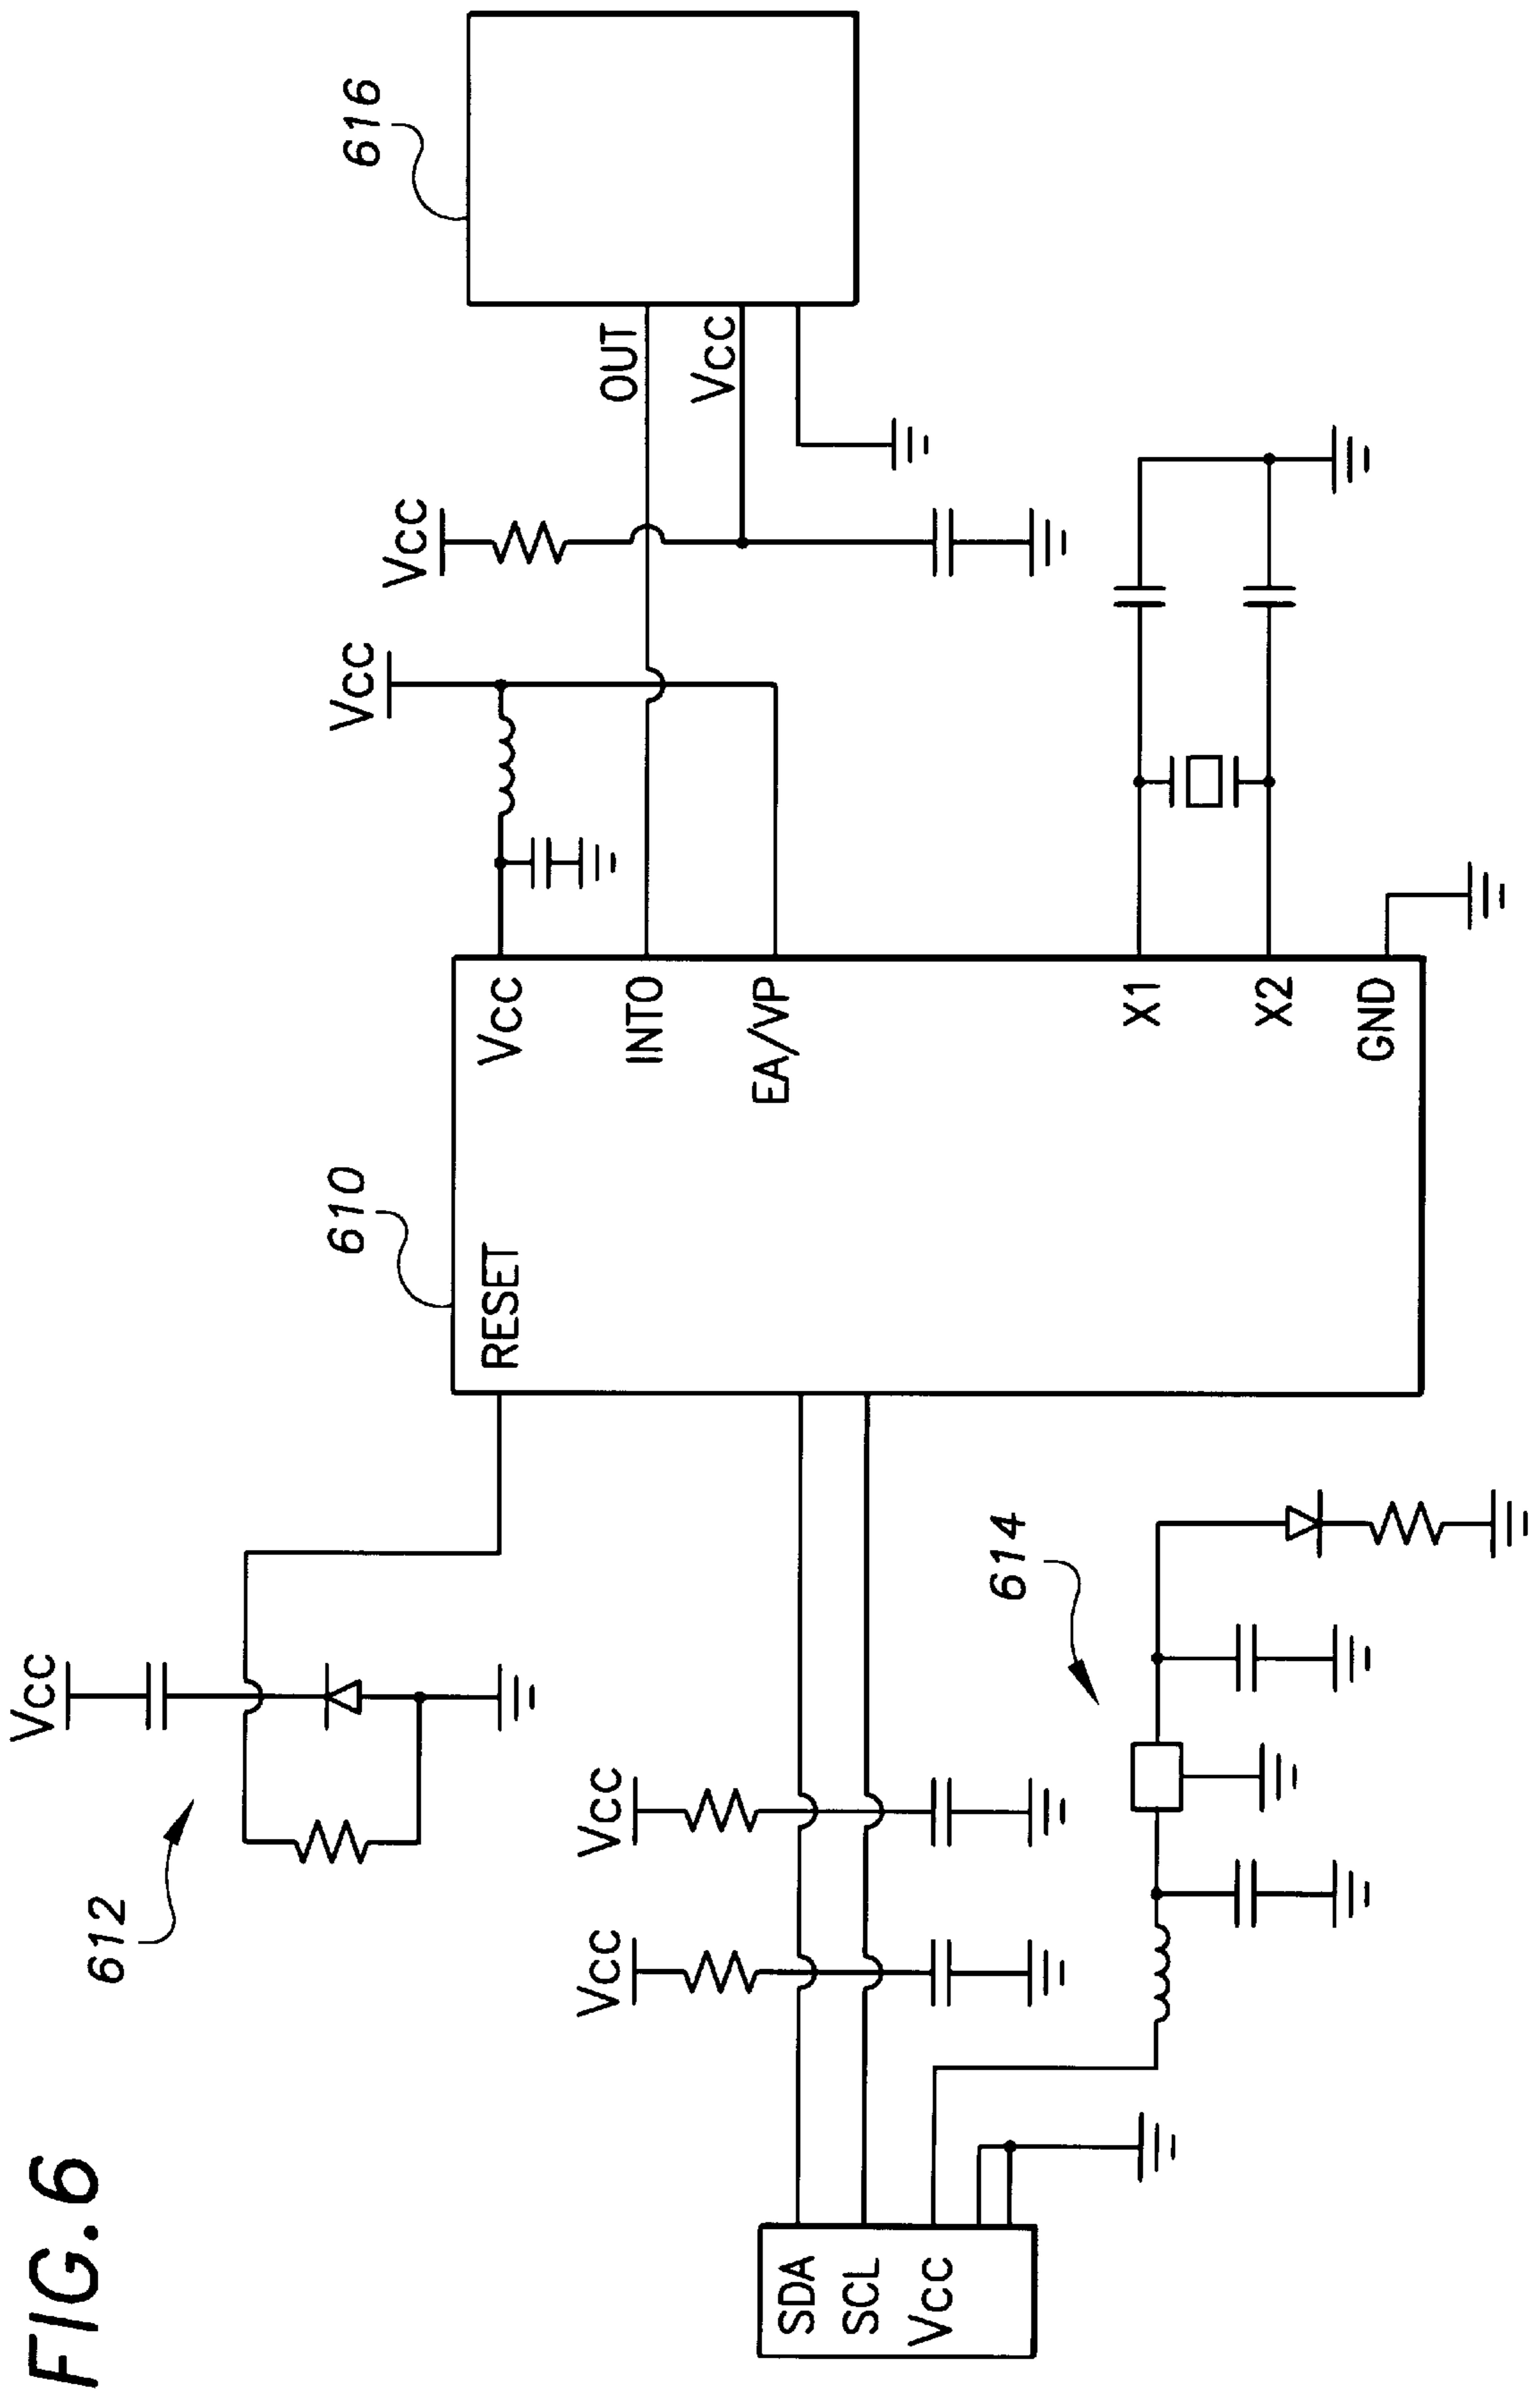 FIG.6
Vcc
612
610
Vcc
616
Vcc
RESET
Vcc
Vcc
Vcc
OUT
INTO
Vcc
EA/VP
SDA
SCL
Vcc
614
X1
X2
GND